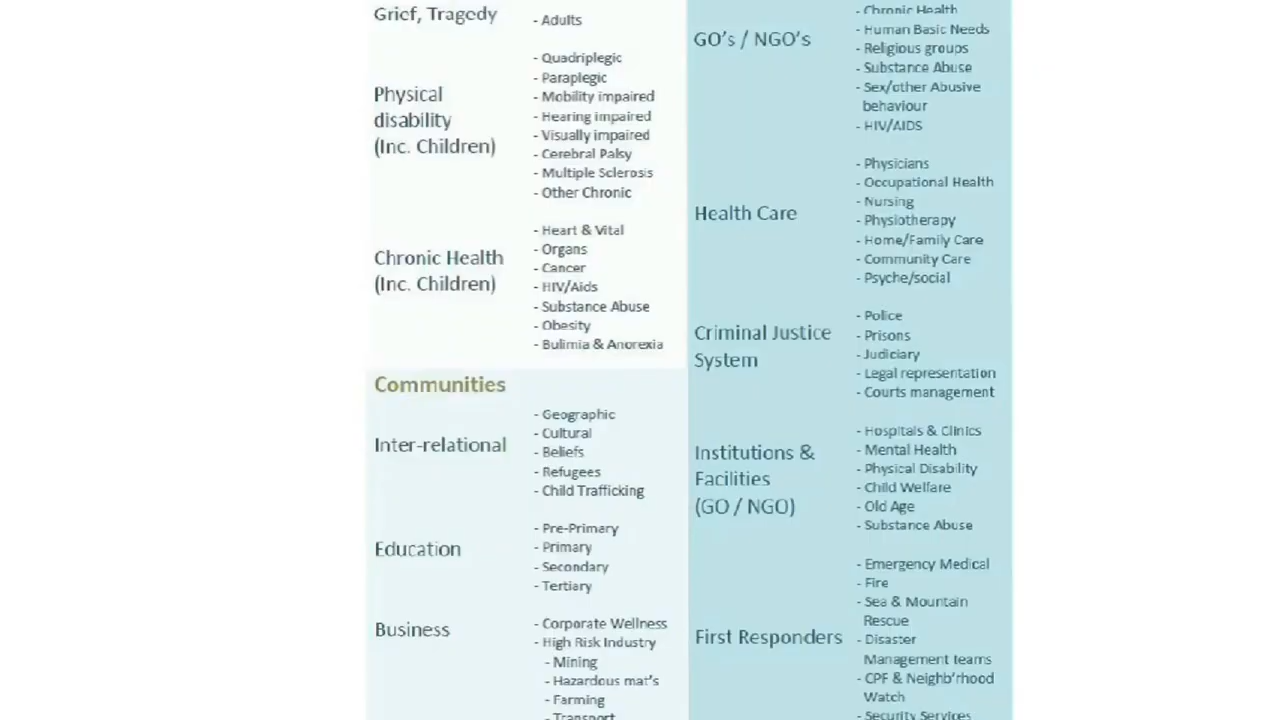 Grief, Tragedy
- Adults
Physical
disability
(Inc. Children)
- Quadriplegic
- Paraplegic
- Mobility impaired
- Hearing impaired
- Visually impaired
- Cerebral Palsy
- Multiple Sclerosis
- Other Chronic
Chronic Health
(Inc. Children)
- Heart & Vital
- Organs
- Cancer
- HIV/Aids
- Substance Abuse
- Obesity
- Bulimia & Anorexia
Communities
Inter-relational
- Geographic
- Cultural
- Beliefs
- Refugees
- Child Trafficking
Education
- Pre-Primary
- Primary
- Secondary
- Tertiary
Business
- Corporate Wellness
- High Risk Industry
- Mining
- Hazardous mat's
- Farming
- Transport
GO's / NGO's
- Chronic Health
- Human Basic Needs
- Religious groups
- Substance Abuse
- Sex/other Abusive
behaviour
- HIV/AIDS
Health Care
- Physicians
- Occupational Health
- Nursing
- Physiotherapy
- Home/Family Care
- Community Care
- Psyche/social
Criminal Justice
System
- Police
- Prisons
- Judiciary
- Legal representation
- Courts management
Institutions &
Facilities
(GO / NGO)
- Hospitals & Clinics
- Mental Health
- Physical Disability
- Child Welfare
- Old Age
- Substance Abuse
First Responders
- Emergency Medical
- Fire
- Sea & Mountain
Rescue
- Disaster
Management teams
- CPF & Neighb'rhood
Watch
- Security Services